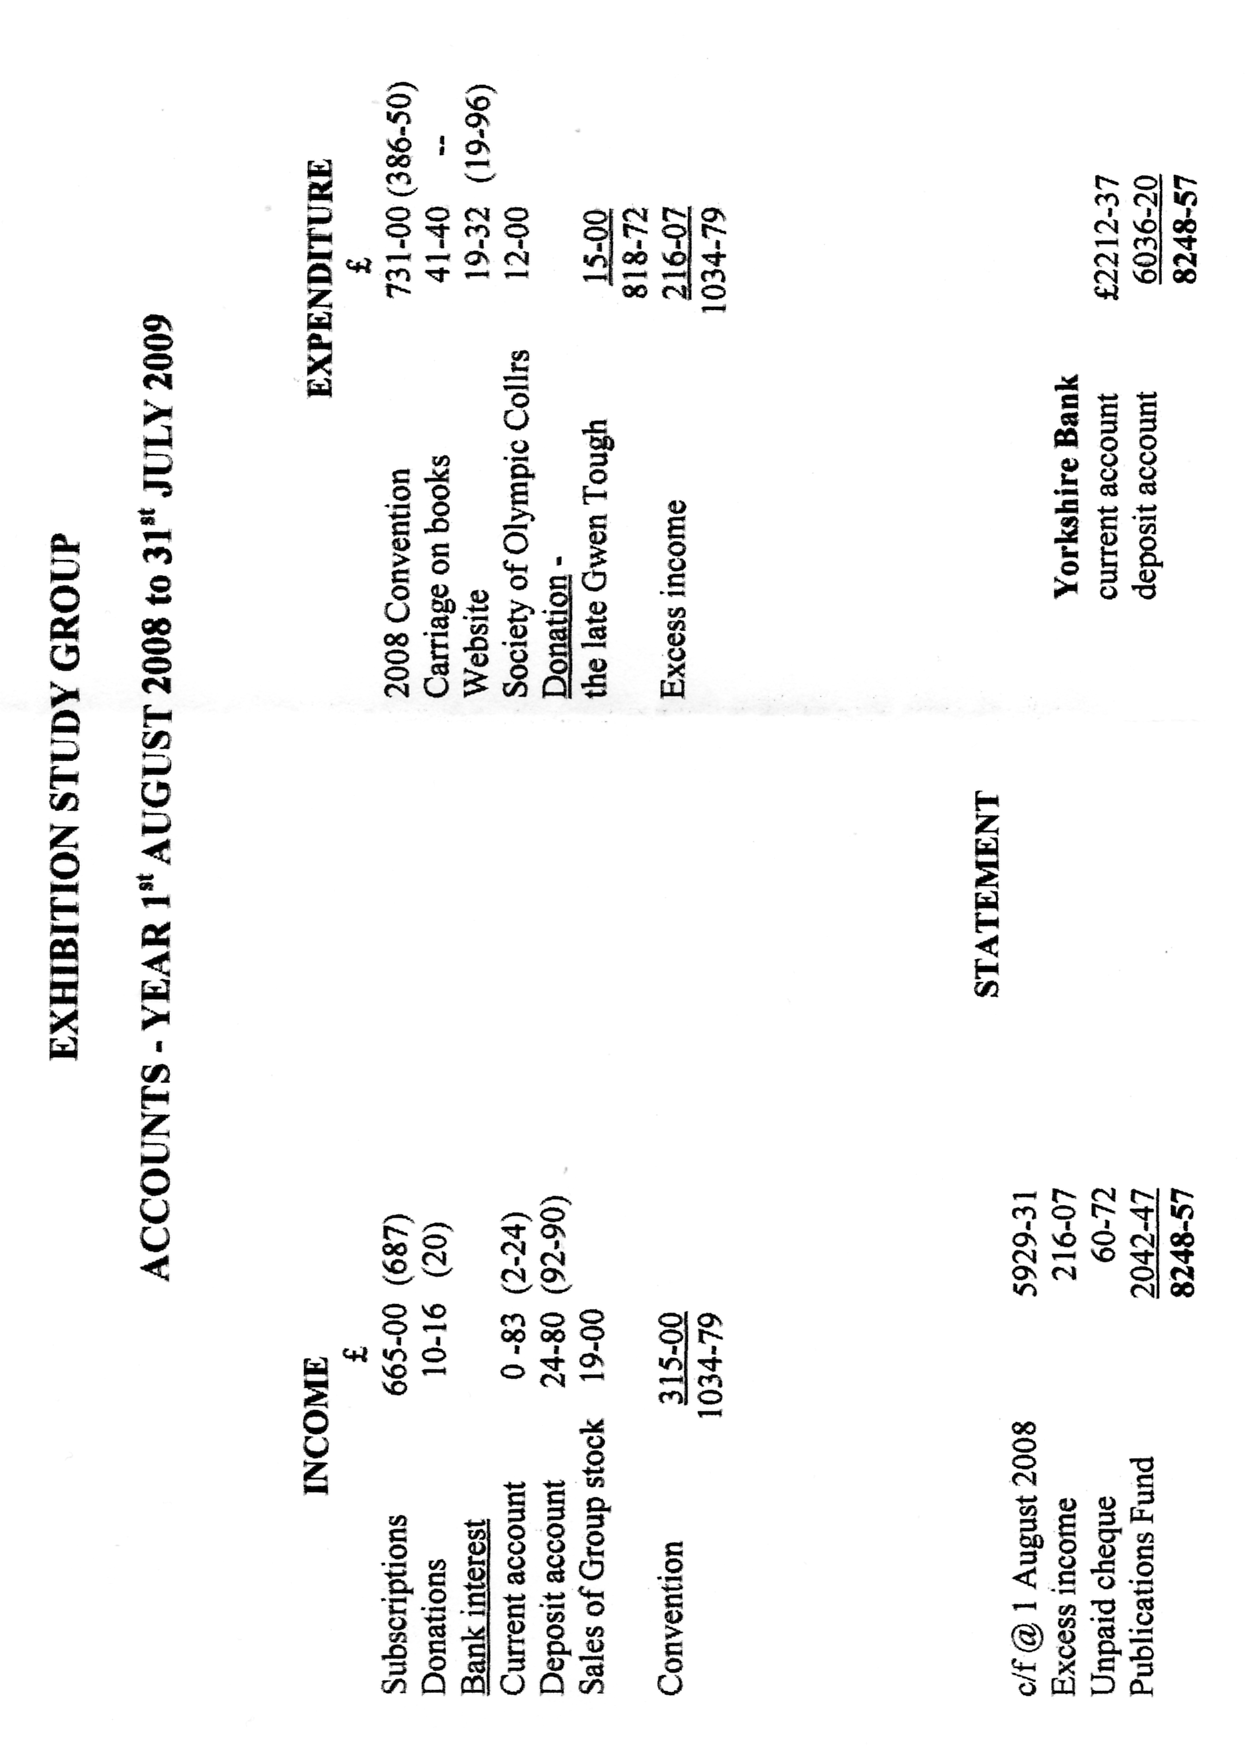 EXHIBITION STUDY GROUP
ACCOUNTS - YEAR 1st AUGUST 2008 to 31st JULY 2009
INCOME
£
Subscriptions 665-00 (687)
Donations 10-16 (20)
Bank interest
Current account 0 -83 (2-24)
Deposit account 24-80 (92-90)
Sales of Group stock 19-00
Convention 315-00
1034-79
EXPENDITURE
£
2008 Convention 731-00 (386-50)
Carriage on books 41-40 --
Website 19-32 (19-96)
Society of Olympic Collrs 12-00
Donation -
the late Gwen Tough 15-00
818-72
Excess income 216-07
1034-79
STATEMENT
c/f @ 1 August 2008 5929-31
Excess income 216-07
Unpaid cheque 60-72
Publications Fund 2042-47
8248-57
Yorkshire Bank
current account £2212-37
deposit account 6036-20
8248-57